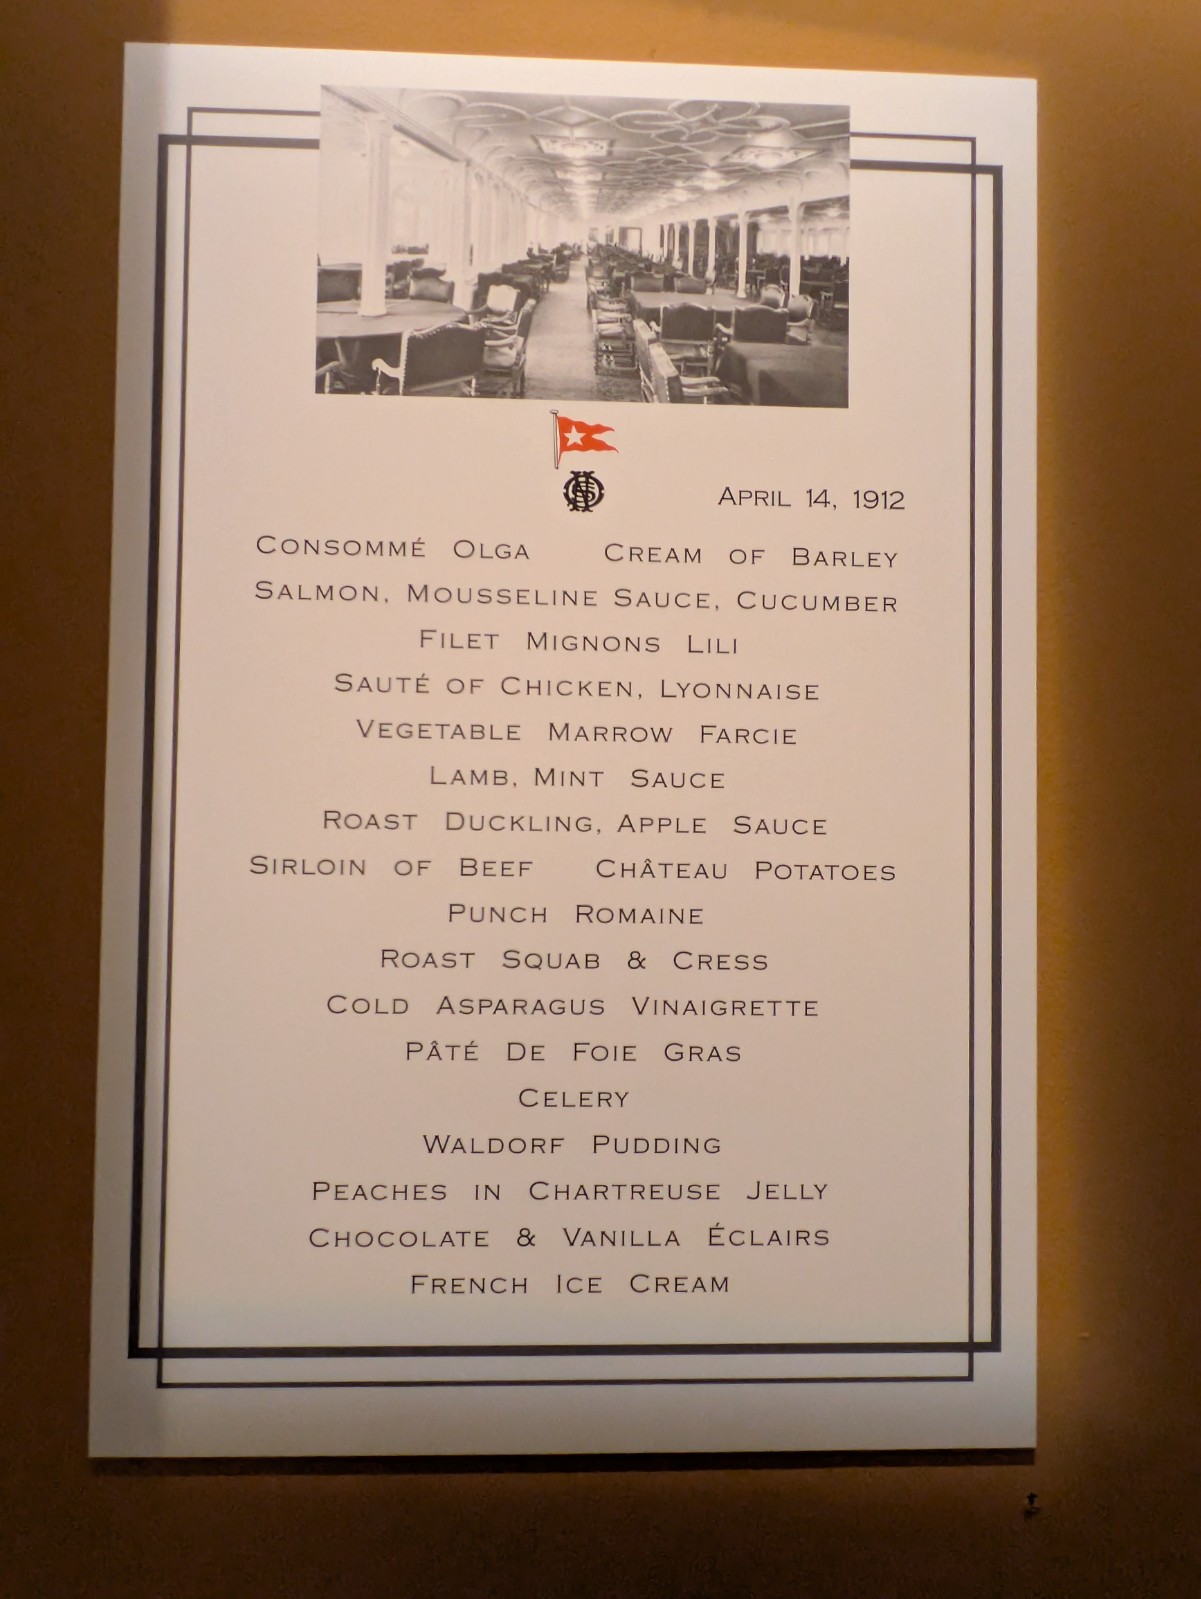 April 14, 1912
Consommé Olga Cream of Barley
Salmon, Mousseline Sauce, Cucumber
Filet Mignons Lili
Sauté of Chicken, Lyonnaise
Vegetable Marrow Farcie
Lamb, Mint Sauce
Roast Duckling, Apple Sauce
Sirloin of Beef Château Potatoes
Punch Romaine
Roast Squab & Cress
Cold Asparagus Vinaigrette
Pâté De Foie Gras
Celery
Waldorf Pudding
Peaches in Chartreuse Jelly
Chocolate & Vanilla Éclairs
French Ice Cream